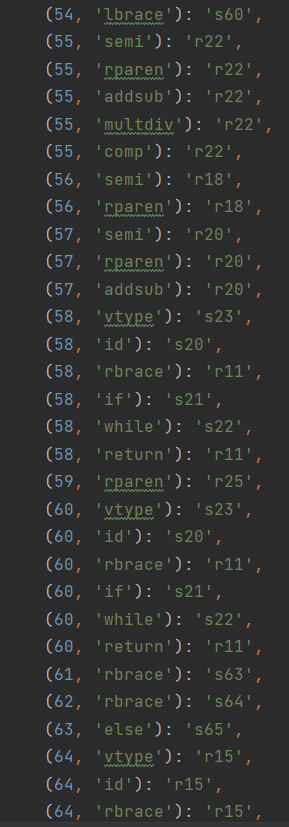 (54, 'lbrace'): 's60',
(55, 'semi'): 'r22',
(55, 'rparen'): 'r22',
(55, 'addsub'): 'r22',
(55, 'multdiv'): 'r22',
(55, 'comp'): 'r22',
(56, 'semi'): 'r18',
(56, 'rparen'): 'r18',
(57, 'semi'): 'r20',
(57, 'rparen'): 'r20',
(57, 'addsub'): 'r20',
(58, 'vtype'): 's23',
(58, 'id'): 's20',
(58, 'rbrace'): 'r11',
(58, 'if'): 's21',
(58, 'while'): 's22',
(58, 'return'): 'r11',
(59, 'rparen'): 'r25',
(60, 'vtype'): 's23',
(60, 'id'): 's20',
(60, 'rbrace'): 'r11',
(60, 'if'): 's21',
(60, 'while'): 's22',
(60, 'return'): 'r11',
(61, 'rbrace'): 's63',
(62, 'rbrace'): 's64',
(63, 'else'): 's65',
(64, 'vtype'): 'r15',
(64, 'id'): 'r15',
(64, 'rbrace'): 'r15',